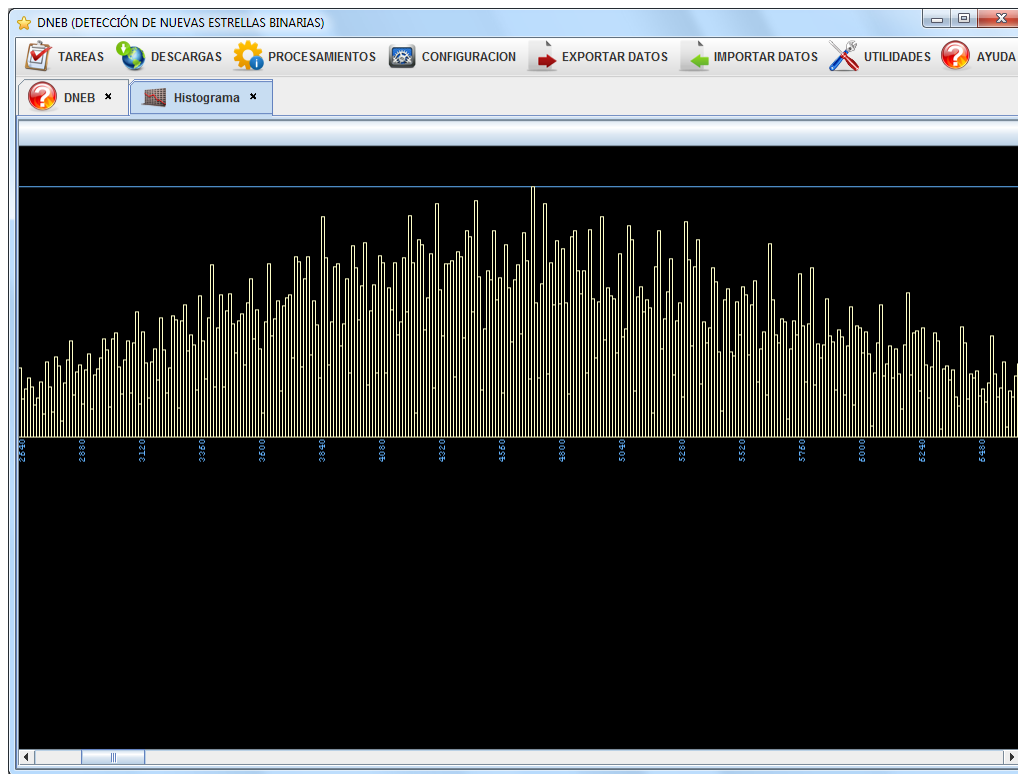 DNEB (DETECCIÓN DE NUEVAS ESTRELLAS BINARIAS)
TAREAS DESCARGAS PROCESAMIENTOS CONFIGURACION EXPORTAR DATOS IMPORTAR DATOS UTILIDADES AYUDA
DNEB × Histograma ×
2640 2880 3120 3360 3600 3840 4080 4320 4560 4800 5040 5280 5520 5760 6000 6240 6480